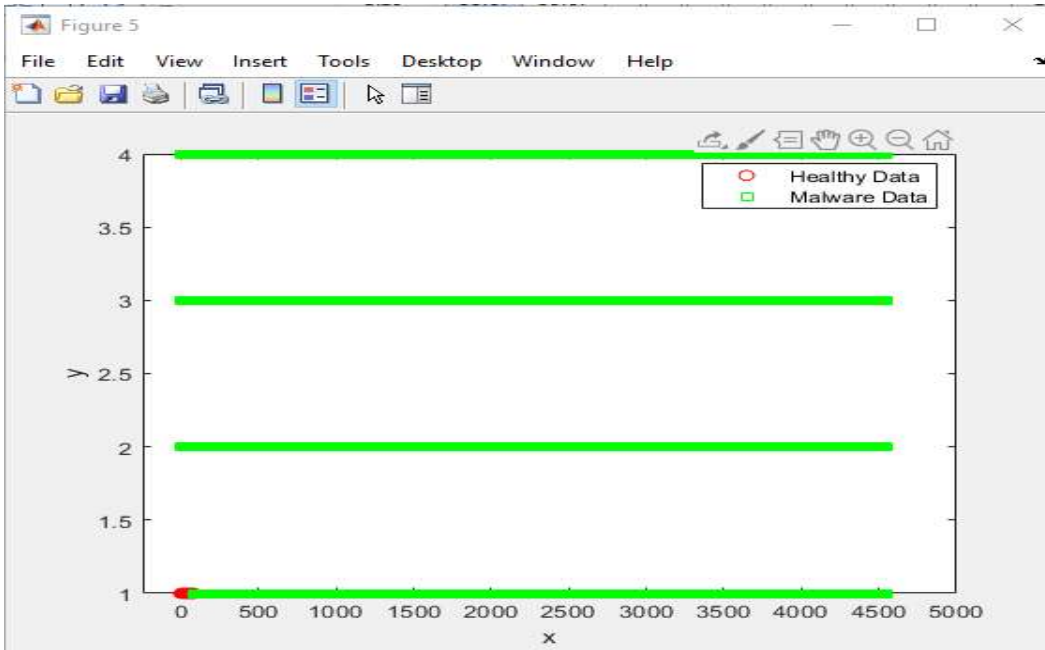 Figure 5
File Edit View Insert Tools Desktop Window Help
4
3.5
3
2.5
2
1.5
1
y
Healthy Data
Malware Data
0 500 1000 1500 2000 2500 3000 3500 4000 4500 5000
x